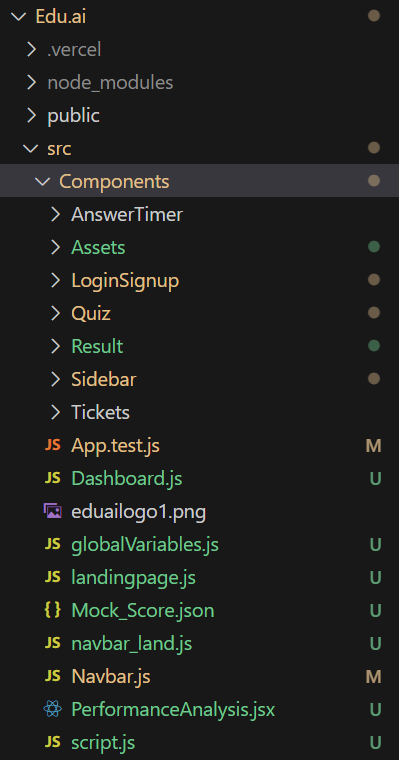 Edu.ai
.vercel
node_modules
public
src
Components
AnswerTimer
Assets
LoginSignup
Quiz
Result
Sidebar
Tickets
JS App.test.js M
JS Dashboard.js U
eduailogo1.png
JS globalVariables.js U
JS landingpage.js U
{} Mock_Score.json U
JS navbar_land.js U
JS Navbar.js M
PerformanceAnalysis.jsx U
JS script.js U